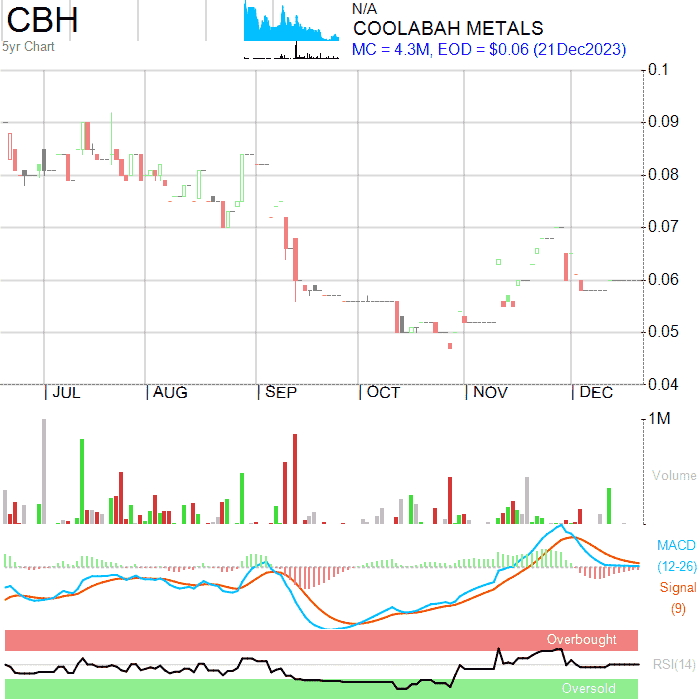 CBH
5yr Chart
N/A
COOLABAH METALS
MC = 4.3M, EOD = $0.06 (21Dec2023)
0.1
0.09
0.08
0.07
0.06
0.05
0.04
JUL AUG SEP OCT NOV DEC
1M
Volume
MACD
(12-26)
Signal
(9)
Overbought
RSI(14)
Oversold